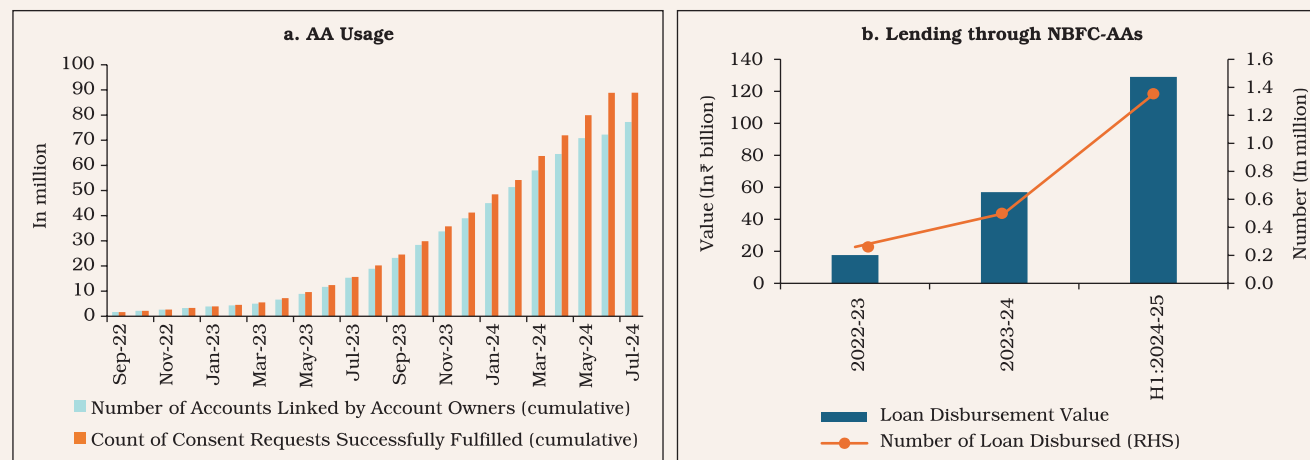 a. AA Usage
In million
100
90
80
70
60
50
40
30
20
10
0
Sep-22
Nov-22
Jan-23
Mar-23
May-23
Jul-23
Sep-23
Nov-23
Jan-24
Mar-24
May-24
Jul-24
Number of Accounts Linked by Account Owners (cumulative)
Count of Consent Requests Successfully Fulfilled (cumulative)
b. Lending through NBFC-AAs
Value (In ₹ billion)
140
120
100
80
60
40
20
0
1.6
1.4
1.2
1.0
0.8
0.6
0.4
0.2
0.0
Number (In million)
2022-23
2023-24
H1:2024-25
Loan Disbursement Value
Number of Loan Disbursed (RHS)